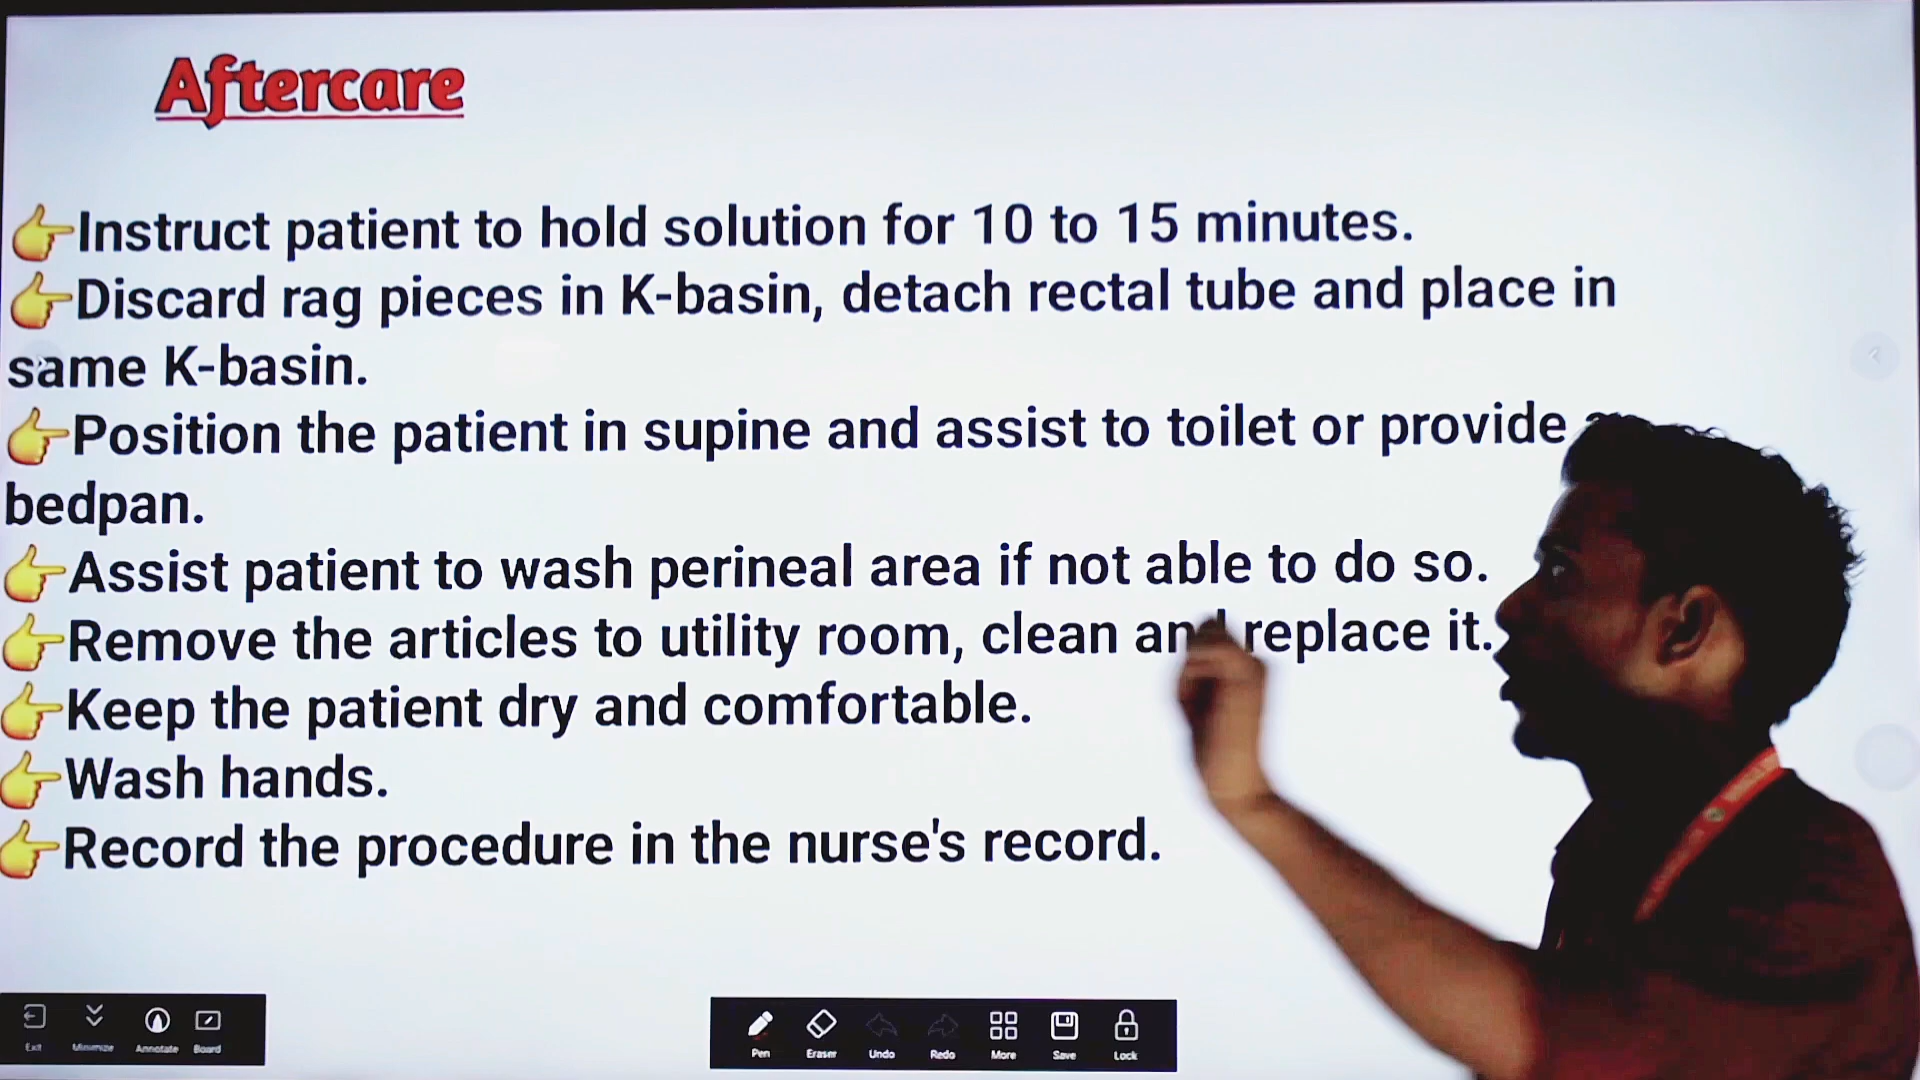 Aftercare
👉Instruct patient to hold solution for 10 to 15 minutes.
👉Discard rag pieces in K-basin, detach rectal tube and place in
same K-basin.
👉Position the patient in supine and assist to toilet or provide
bedpan.
👉Assist patient to wash perineal area if not able to do so.
👉Remove the articles to utility room, clean and replace it.
👉Keep the patient dry and comfortable.
👉Wash hands.
👉Record the procedure in the nurse's record.
Exit Minimize Annotate Board
Pen Eraser Undo Redo More Save Lock